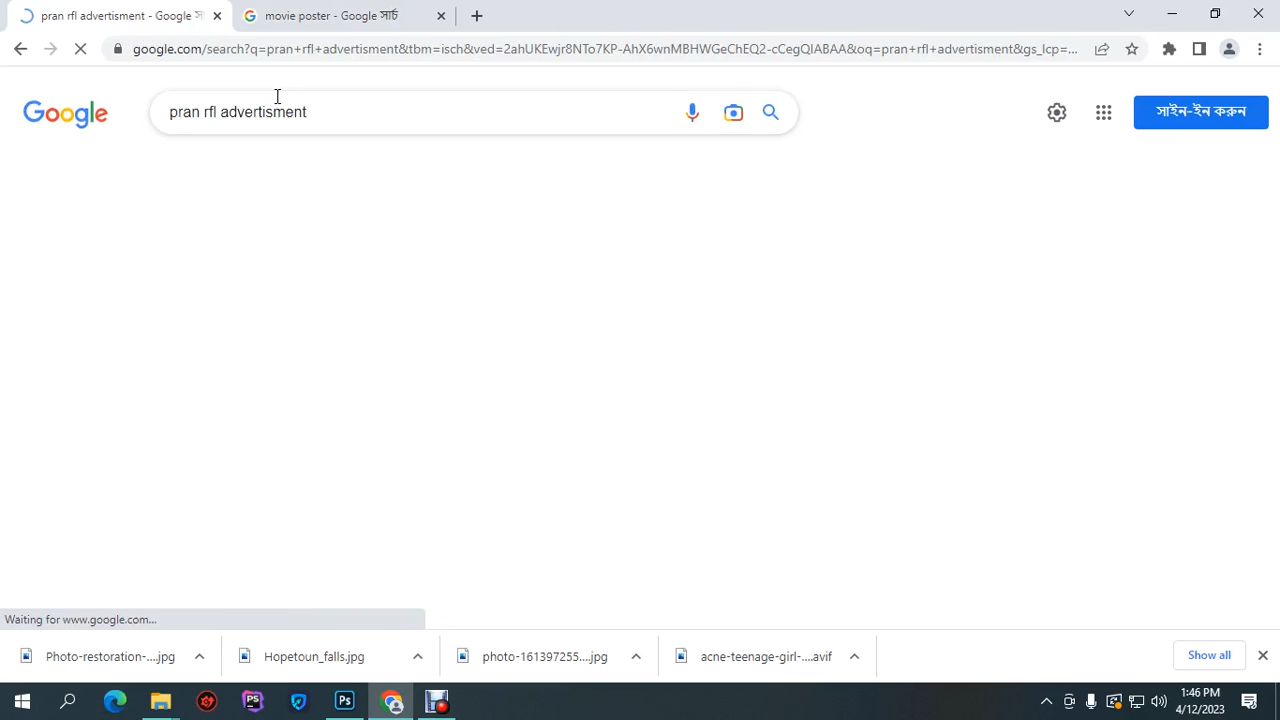 pran rfl advertisment - Google স
movie poster - Google সার্চ
google.com/search?q=pran+rfl+advertisment&tbm=isch&ved=2ahUKEwjr8NTo7KP-AhX6wnMBHWGeChEQ2-cCegQIABAA&oq=pran+rfl+advertisment&gs_lcp=...
Google
pran rfl advertisment
সাইন-ইন করুন
Waiting for www.google.com...
Photo-restoration-....jpg
Hopetoun_falls.jpg
photo-161397255....jpg
acne-teenage-girl-....avif
Show all
PS
Ps
1:46 PM
4/12/2023